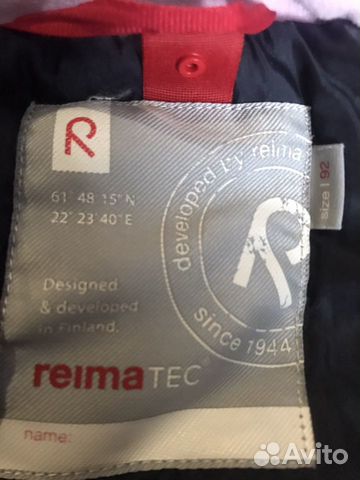 61° 48' 15" N
22° 23' 40" E
Designed
& developed
in Finland.
reimaTEC®
name:
developed by reima
since 1944
size | 92
Avito